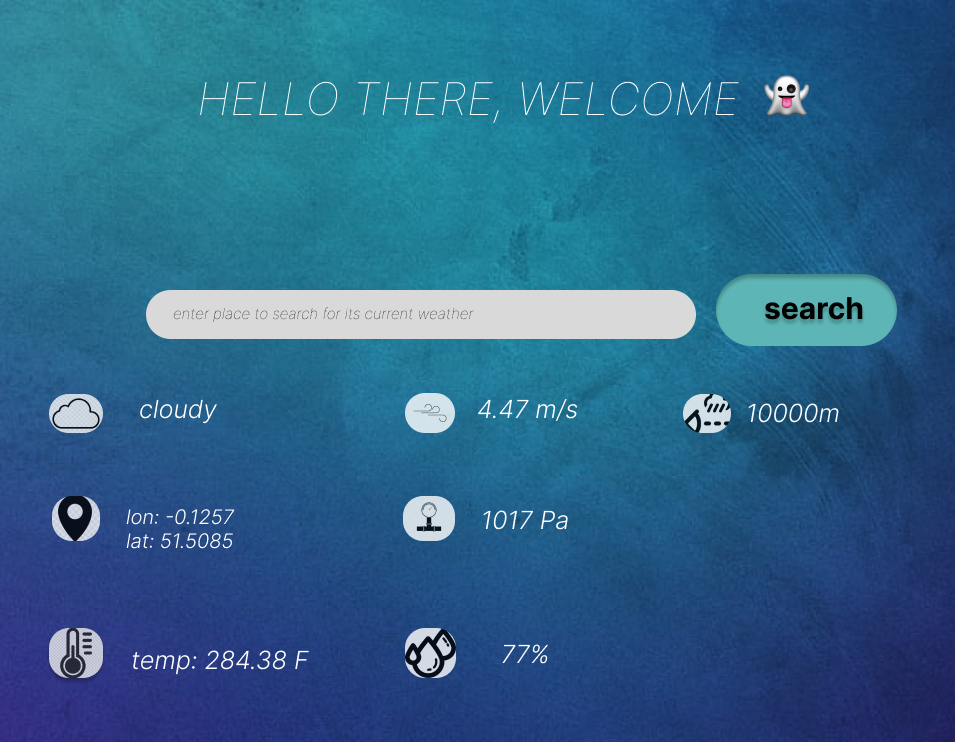 HELLO THERE, WELCOME 👻
enter place to search for its current weather
search
cloudy
4.47 m/s
10000m
lon: -0.1257
lat: 51.5085
1017 Pa
temp: 284.38 F
77%